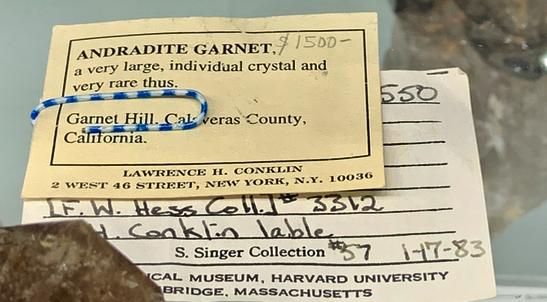 ANDRADITE GARNET, $1500-
a very large, individual crystal and
very rare thus.
Garnet Hill, Calaveras County,
California.
LAWRENCE H. CONKLIN
2 WEST 46 STREET, NEW YORK, N.Y. 10036
550
[F. W. Hess Coll.] # 3312
H. Conklin lable
S. Singer Collection #57 1-17-83
CAL MUSEUM, HARVARD UNIVERSITY
BRIDGE, MASSACHUSETTS